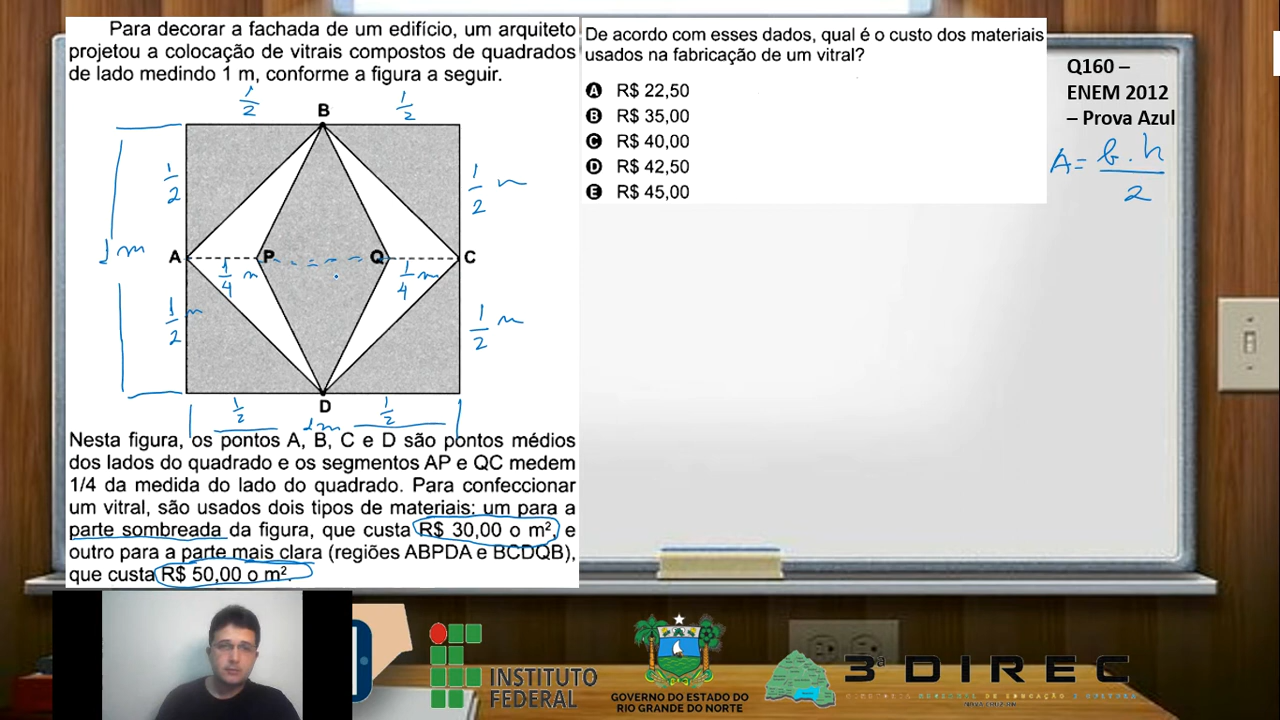 Para decorar a fachada de um edifício, um arquiteto
projetou a colocação de vitrais compostos de quadrados
de lado medindo 1 m, conforme a figura a seguir.
1/2
1/2
B
1/2
1/2 m
1 m
A
P
Q
C
1/4 m
1/4 m
1/2 m
1/2 m
D
1/2
1 m
1/2
Nesta figura, os pontos A, B, C e D são pontos médios
dos lados do quadrado e os segmentos AP e QC medem
1/4 da medida do lado do quadrado. Para confeccionar
um vitral, são usados dois tipos de materiais: um para a
parte sombreada da figura, que custa R$ 30,00 o m², e
outro para a parte mais clara (regiões ABPDA e BCDQB),
que custa R$ 50,00 o m².
De acordo com esses dados, qual é o custo dos materiais
usados na fabricação de um vitral?
A R$ 22,50
B R$ 35,00
C R$ 40,00
D R$ 42,50
E R$ 45,00
Q160 –
ENEM 2012
– Prova Azul
A = b . h / 2
INSTITUTO
FEDERAL
GOVERNO DO ESTADO DO
RIO GRANDE DO NORTE
3ª DIREC
NOVA CRUZ/RN